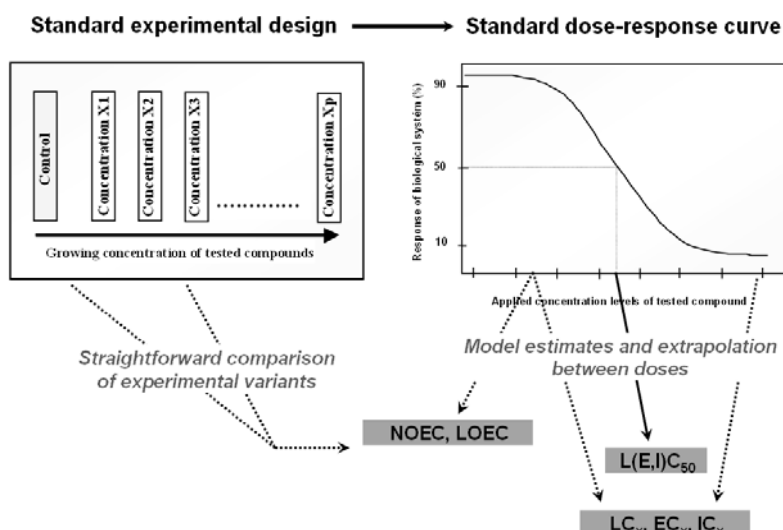 Standard experimental design
Standard dose-response curve
Control
Concentration X1
Concentration X2
Concentration X3
Concentration Xp
Growing concentration of tested compounds
Response of biological systém (%)
90
50
10
Applied concentration levels of tested compound
Straightforward comparison
of experimental variants
Model estimates and extrapolation
between doses
NOEC, LOEC
L(E,I)C₅₀
LCₓ, ECₓ, ICₓ